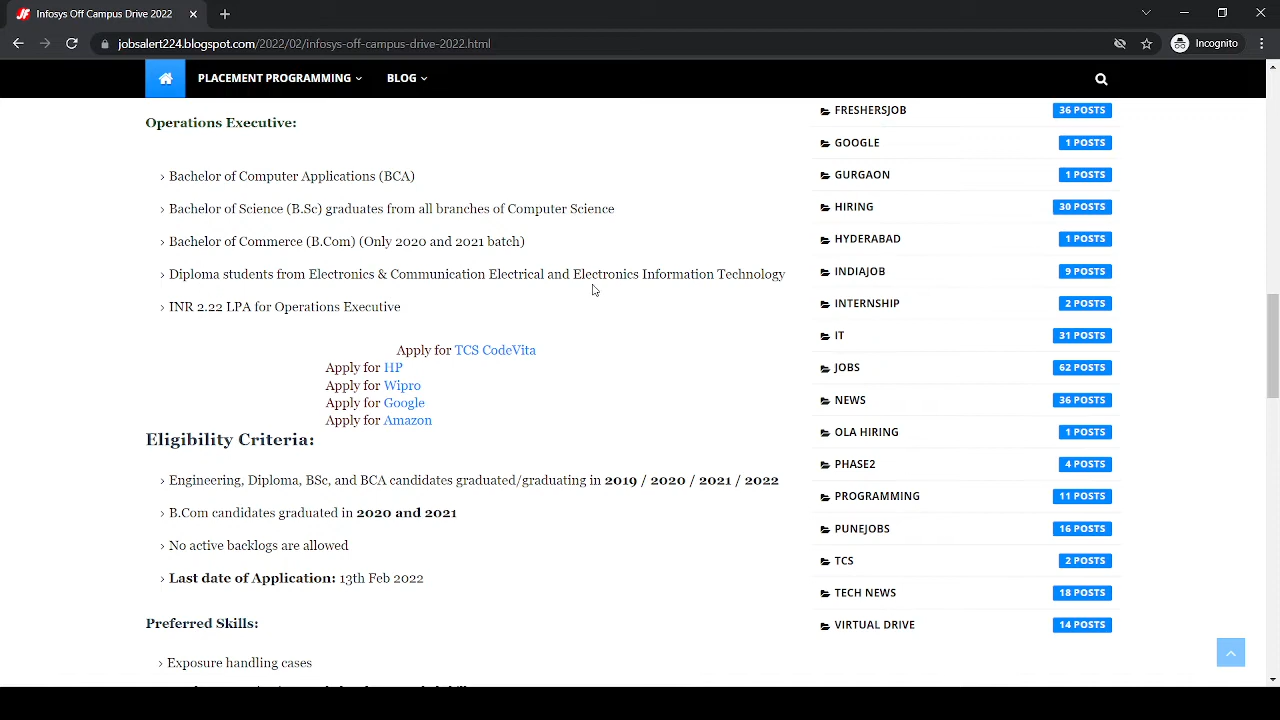 Infosys Off Campus Drive 2022
jobsalert224.blogspot.com/2022/02/infosys-off-campus-drive-2022.html
Incognito
PLACEMENT PROGRAMMING
BLOG
Operations Executive:
Bachelor of Computer Applications (BCA)
Bachelor of Science (B.Sc) graduates from all branches of Computer Science
Bachelor of Commerce (B.Com) (Only 2020 and 2021 batch)
Diploma students from Electronics & Communication Electrical and Electronics Information Technology
INR 2.22 LPA for Operations Executive
Apply for TCS CodeVita
Apply for HP
Apply for Wipro
Apply for Google
Apply for Amazon
Eligibility Criteria:
Engineering, Diploma, BSc, and BCA candidates graduated/graduating in 2019 / 2020 / 2021 / 2022
B.Com candidates graduated in 2020 and 2021
No active backlogs are allowed
Last date of Application: 13th Feb 2022
Preferred Skills:
Exposure handling cases
FRESHERSJOB 36 POSTS
GOOGLE 1 POSTS
GURGAON 1 POSTS
HIRING 30 POSTS
HYDERABAD 1 POSTS
INDIAJOB 9 POSTS
INTERNSHIP 2 POSTS
IT 31 POSTS
JOBS 62 POSTS
NEWS 36 POSTS
OLA HIRING 1 POSTS
PHASE2 4 POSTS
PROGRAMMING 11 POSTS
PUNEJOBS 16 POSTS
TCS 2 POSTS
TECH NEWS 18 POSTS
VIRTUAL DRIVE 14 POSTS